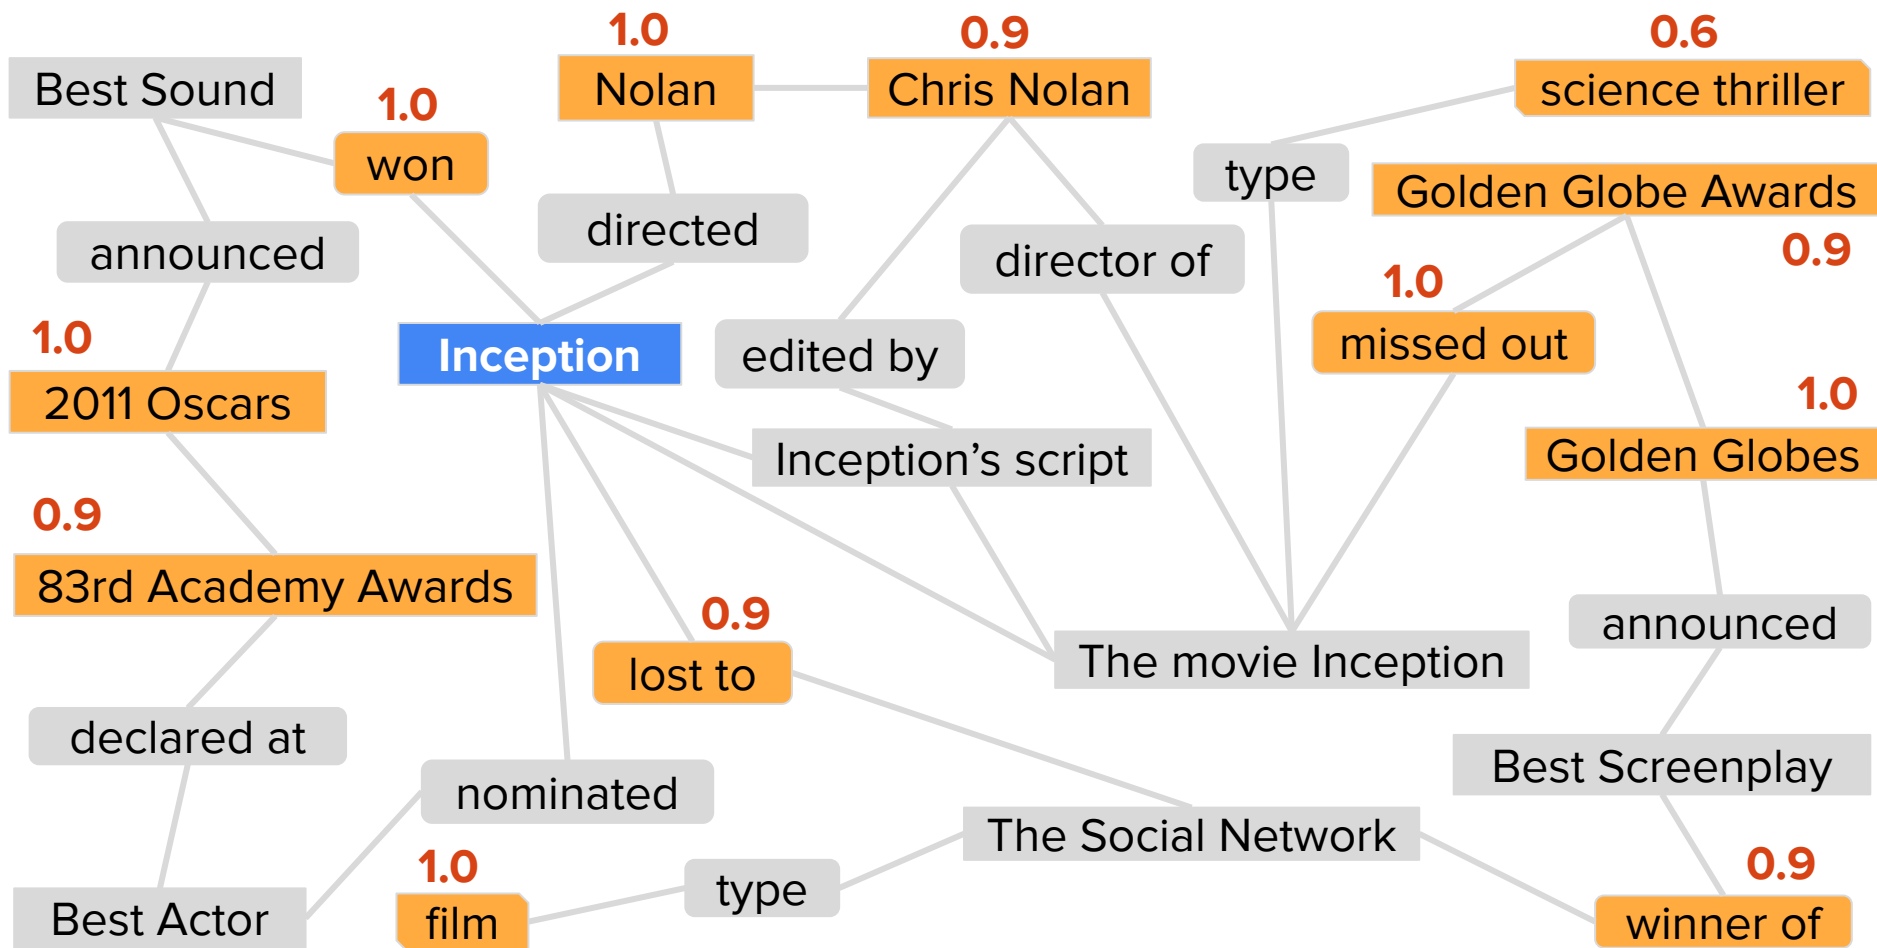 1.0
0.9
0.6
Best Sound
Nolan
Chris Nolan
science thriller
1.0
won
type
Golden Globe Awards
announced
directed
director of
0.9
1.0
missed out
1.0
2011 Oscars
Inception
edited by
1.0
Golden Globes
Inception’s script
0.9
83rd Academy Awards
0.9
lost to
The movie Inception
announced
declared at
nominated
Best Screenplay
The Social Network
1.0
film
type
0.9
winner of
Best Actor